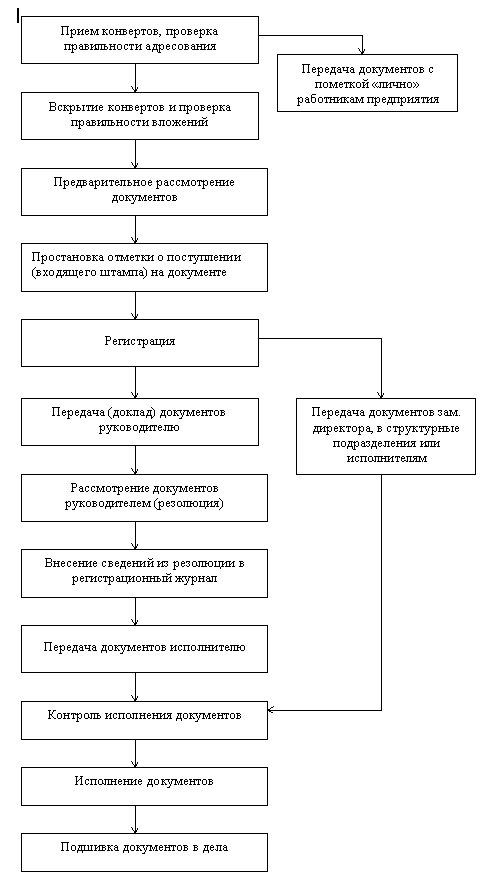 Прием конвертов, проверка
правильности адресования
Передача документов с
пометкой «лично»
работникам предприятия
Вскрытие конвертов и проверка
правильности вложений
Предварительное рассмотрение
документов
Простановка отметки о поступлении
(входящего штампа) на документе
Регистрация
Передача (доклад) документов
руководителю
Передача документов зам.
директора, в структурные
подразделения или
исполнителям
Рассмотрение документов
руководителем (резолюция)
Внесение сведений из резолюции в
регистрационный журнал
Передача документов исполнителю
Контроль исполнения документов
Исполнение документов
Подшивка документов в дела